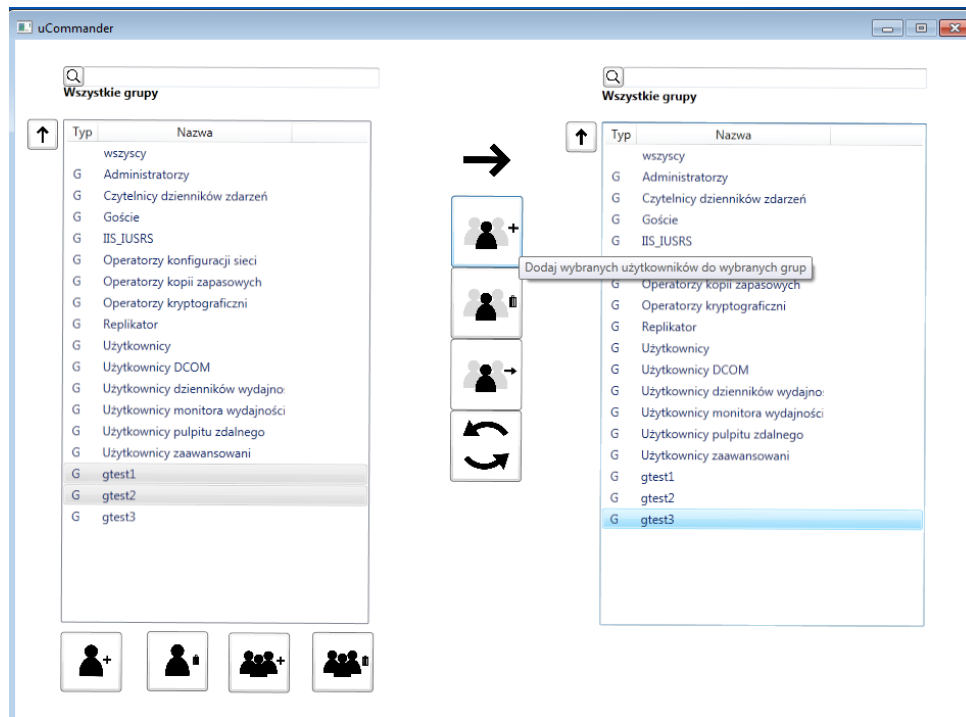 uCommander
Wszystkie grupy
Typ Nazwa
wszyscy
G Administratorzy
G Czytelnicy dzienników zdarzeń
G Goście
G IIS_IUSRS
G Operatorzy konfiguracji sieci
G Operatorzy kopii zapasowych
G Operatorzy kryptograficzni
G Replikator
G Użytkownicy
G Użytkownicy DCOM
G Użytkownicy dzienników wydajno
G Użytkownicy monitora wydajności
G Użytkownicy pulpitu zdalnego
G Użytkownicy zaawansowani
G gtest1
G gtest2
G gtest3
Dodaj wybranych użytkowników do wybranych grup
Wszystkie grupy
Typ Nazwa
wszyscy
G Administratorzy
G Czytelnicy dzienników zdarzeń
G Goście
G IIS_IUSRS
G Operatorzy kopii zapasowych
G Operatorzy kryptograficzni
G Replikator
G Użytkownicy
G Użytkownicy DCOM
G Użytkownicy dzienników wydajno
G Użytkownicy monitora wydajności
G Użytkownicy pulpitu zdalnego
G Użytkownicy zaawansowani
G gtest1
G gtest2
G gtest3